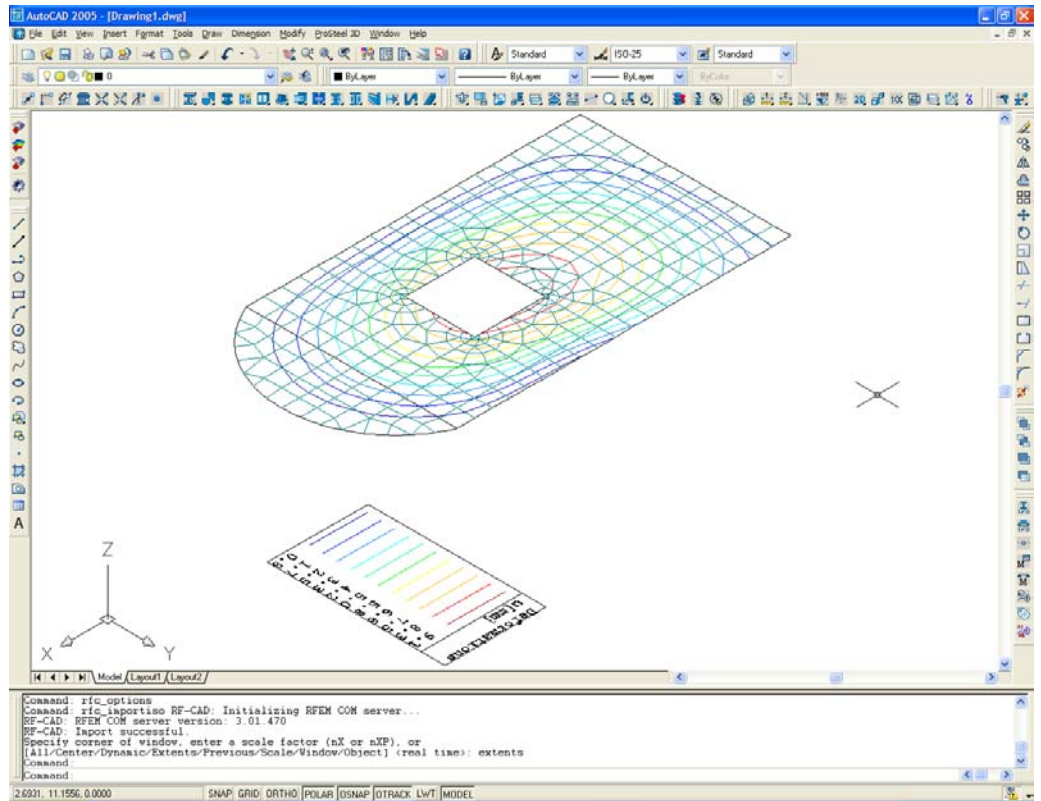 AutoCAD 2005 - [Drawing1.dwg]
File Edit View Insert Format Tools Draw Dimension Modify ProSteel 3D Window Help
Standard ISO-25 Standard
0 ByLayer ByLayer ByLayer ByColor
A
Z
X Y
Deformations
u [mm]
Model Layout1 Layout2
Command: rfc_options
Command: rfc_importiso RF-CAD: Initializing RFEM COM server...
RF-CAD: RFEM COM server version: 3.01.470
RF-CAD: Import successful.
Specify corner of window, enter a scale factor (nX or nXP), or
[All/Center/Dynamic/Extents/Previous/Scale/Window/Object] <real time>: extents
Command:
Command:
2.6931, 11.1556, 0.0000 SNAP GRID ORTHO POLAR OSNAP OTRACK LWT MODEL